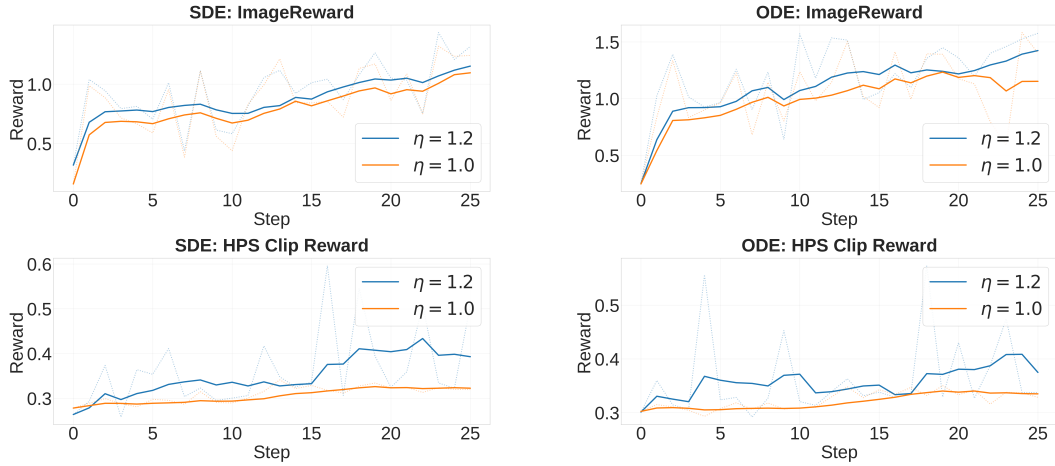 SDE: ImageReward
Reward
1.0
0.5
η = 1.2
η = 1.0
0 5 10 15 20 25
Step
ODE: ImageReward
Reward
1.5
1.0
0.5
η = 1.2
η = 1.0
0 5 10 15 20 25
Step
SDE: HPS Clip Reward
Reward
0.6
0.5
0.4
0.3
η = 1.2
η = 1.0
0 5 10 15 20 25
Step
ODE: HPS Clip Reward
Reward
0.5
0.4
0.3
η = 1.2
η = 1.0
0 5 10 15 20 25
Step